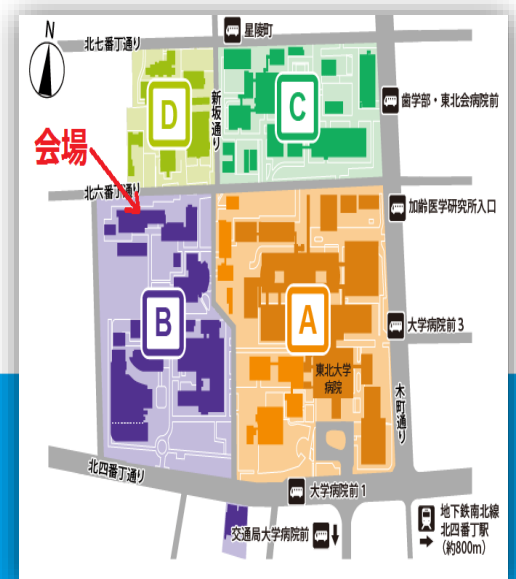 N
北七番丁通り
星陵町
新坂通り
D
C
歯学部・東北会病院前
会場
北六番丁通り
加齢医学研究所入口
B
A
大学病院前3
東北大学
病院
木町通り
北四番丁通り
大学病院前1
交通局大学病院前
地下鉄南北線
北四番丁駅
(約800m)